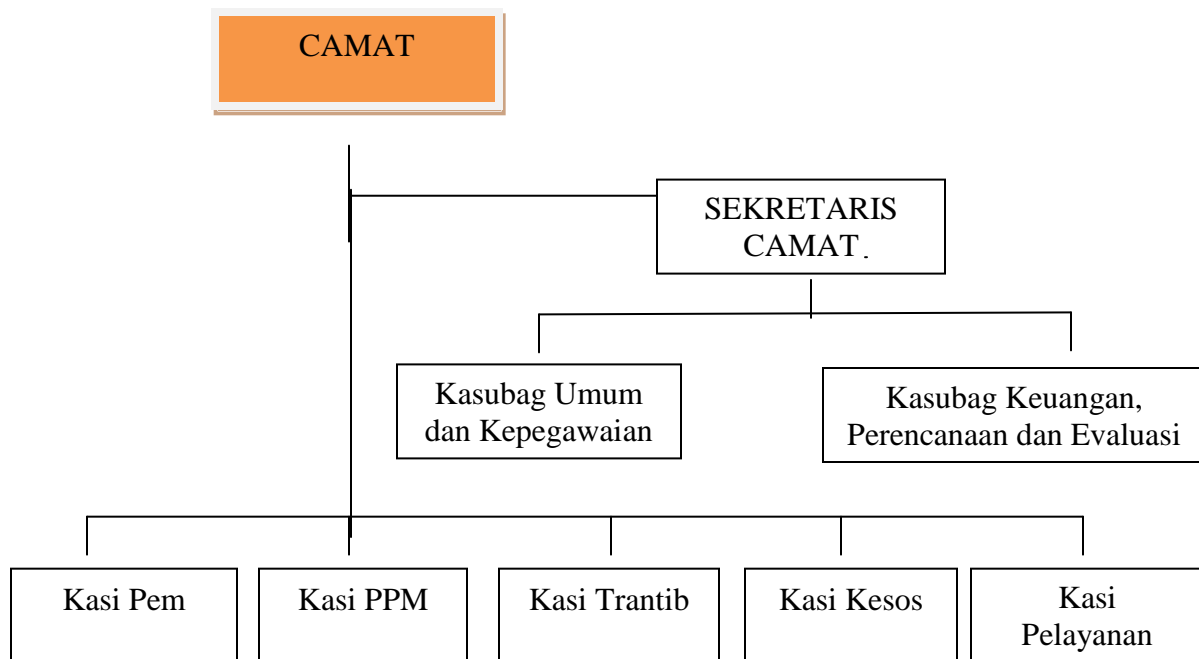 CAMAT
SEKRETARIS
CAMAT.
Kasubag Umum
dan Kepegawaian
Kasubag Keuangan,
Perencanaan dan Evaluasi
Kasi Pem
Kasi PPM
Kasi Trantib
Kasi Kesos
Kasi
Pelayanan